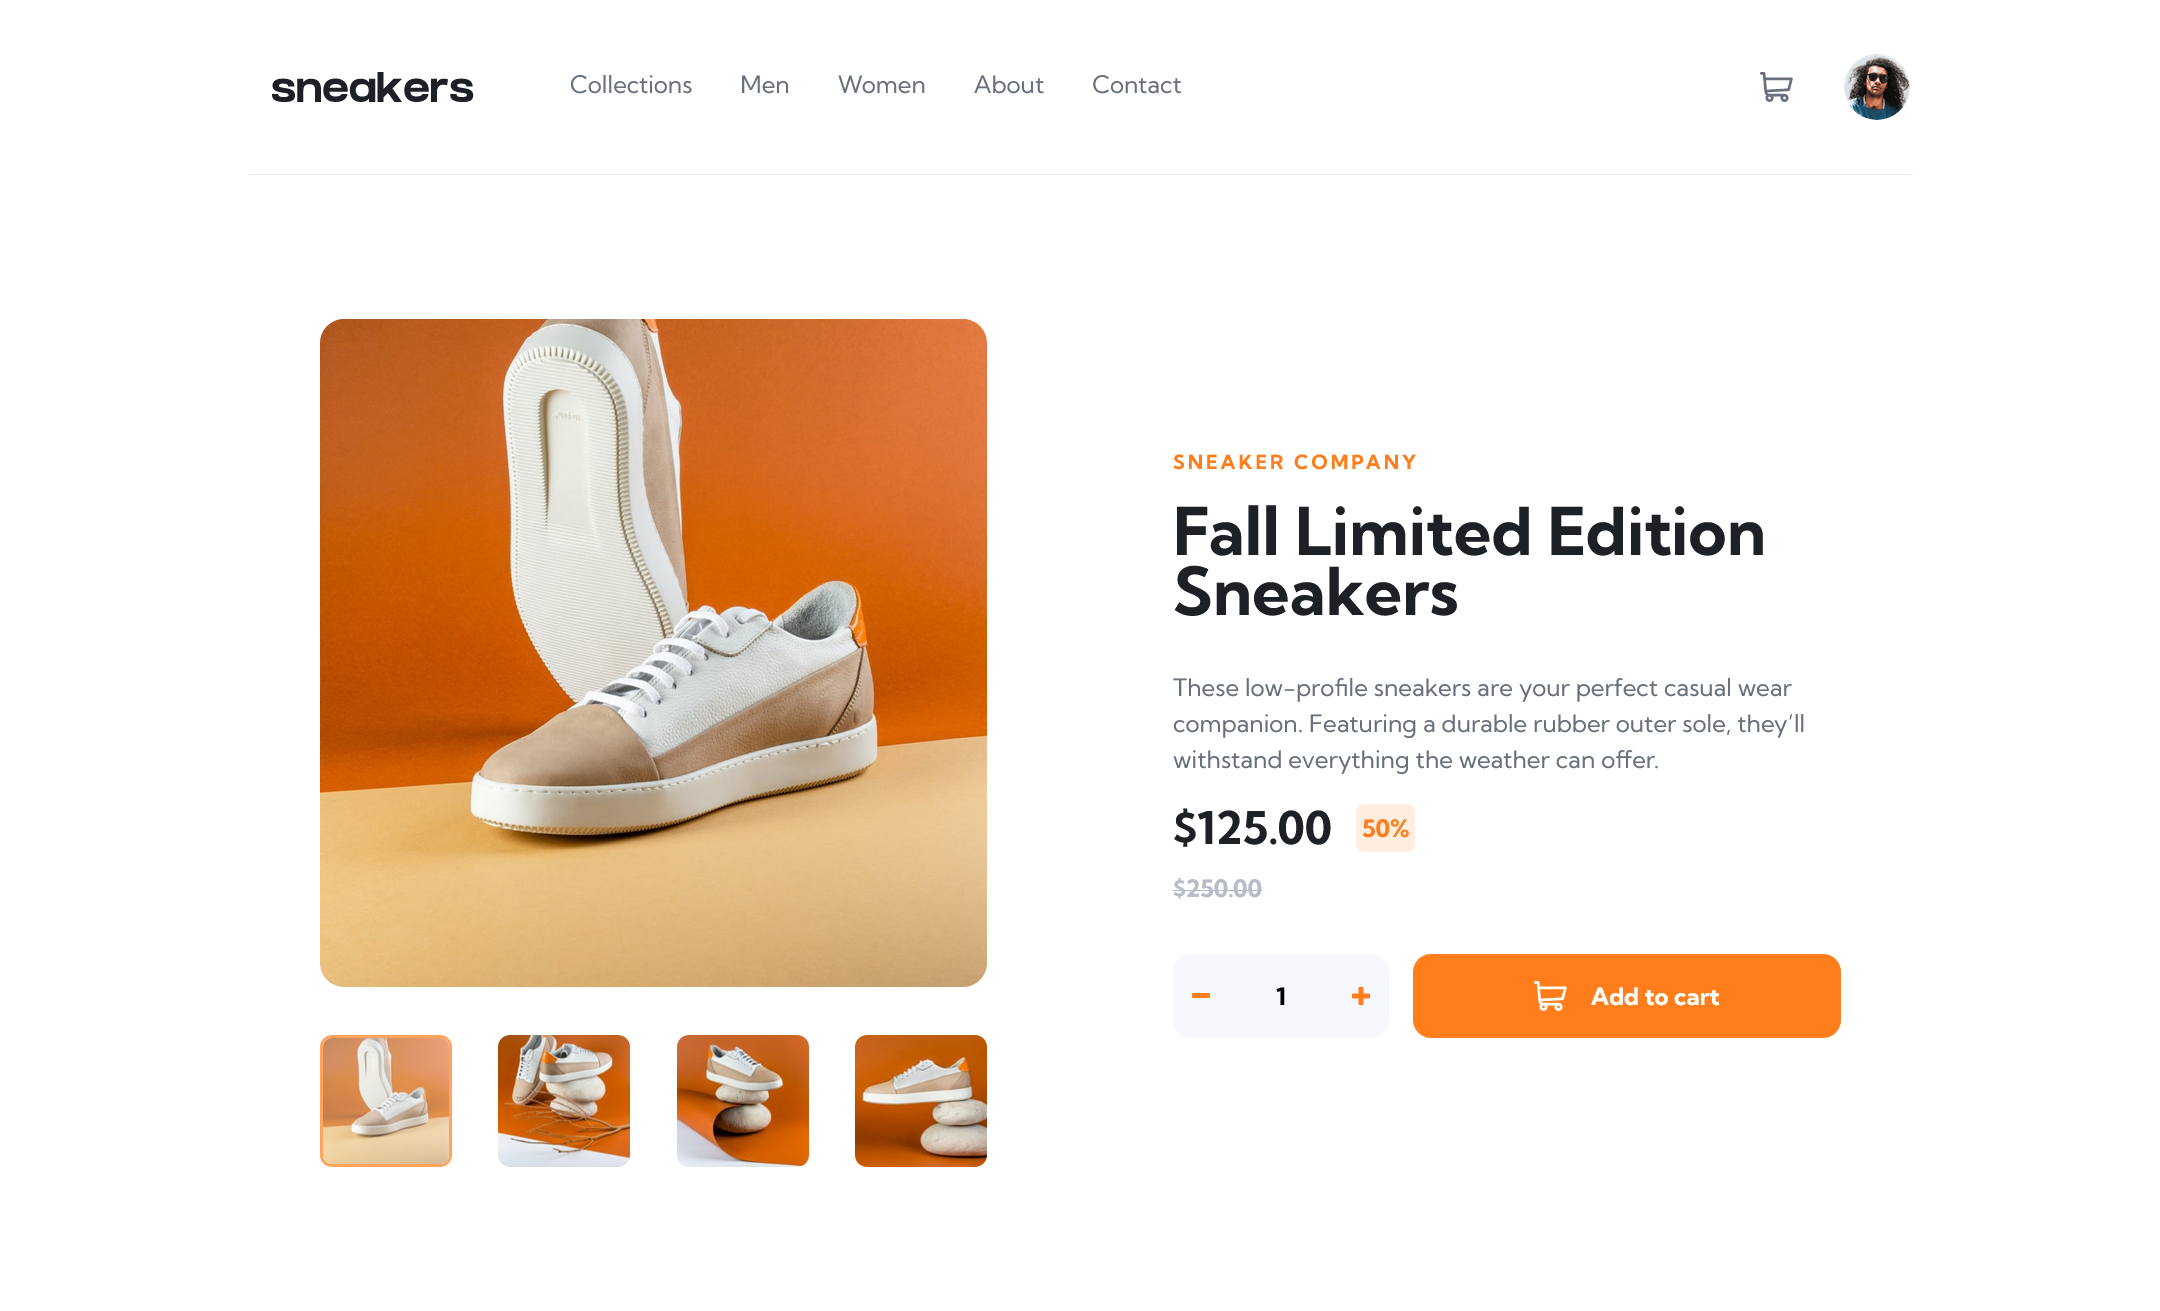 sneakers
Collections Men Women About Contact
SNEAKER COMPANY
Fall Limited Edition
Sneakers
These low-profile sneakers are your perfect casual wear
companion. Featuring a durable rubber outer sole, they’ll
withstand everything the weather can offer.
$125.00 50%
$250.00
− 1 + Add to cart